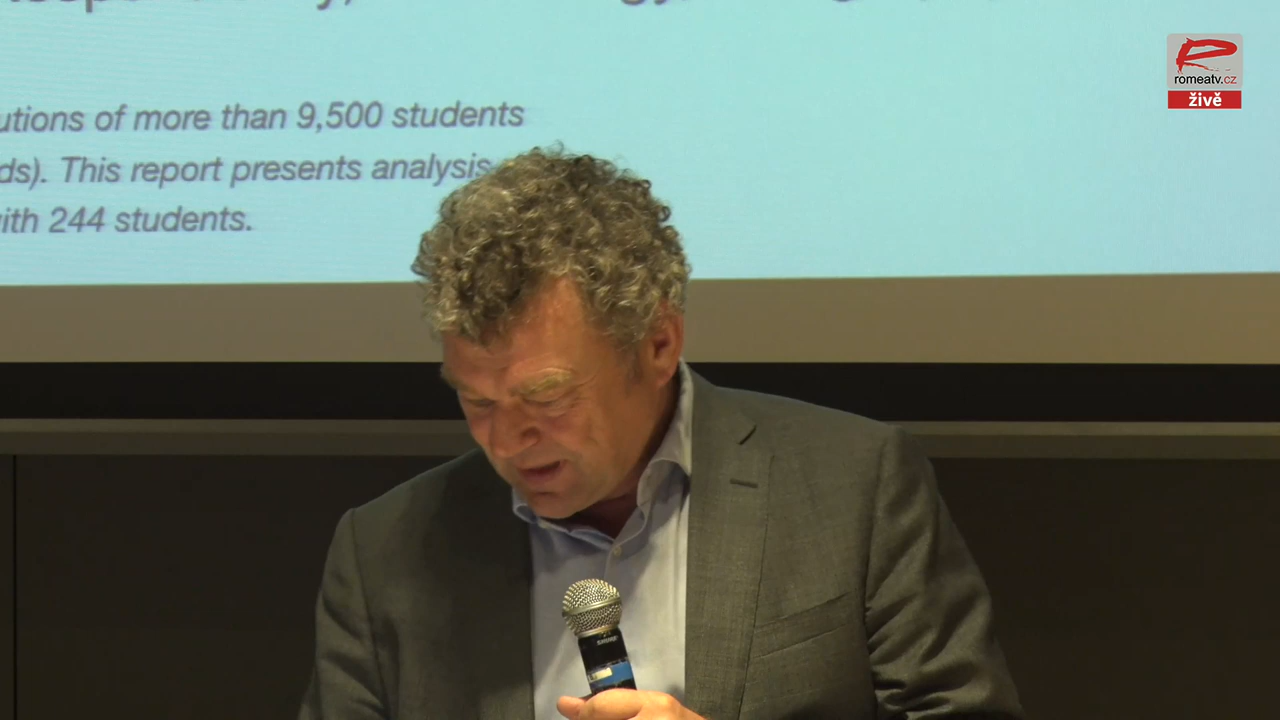 romeatv.cz
živě
utions of more than 9,500 students
ds). This report presents analysis
ith 244 students.